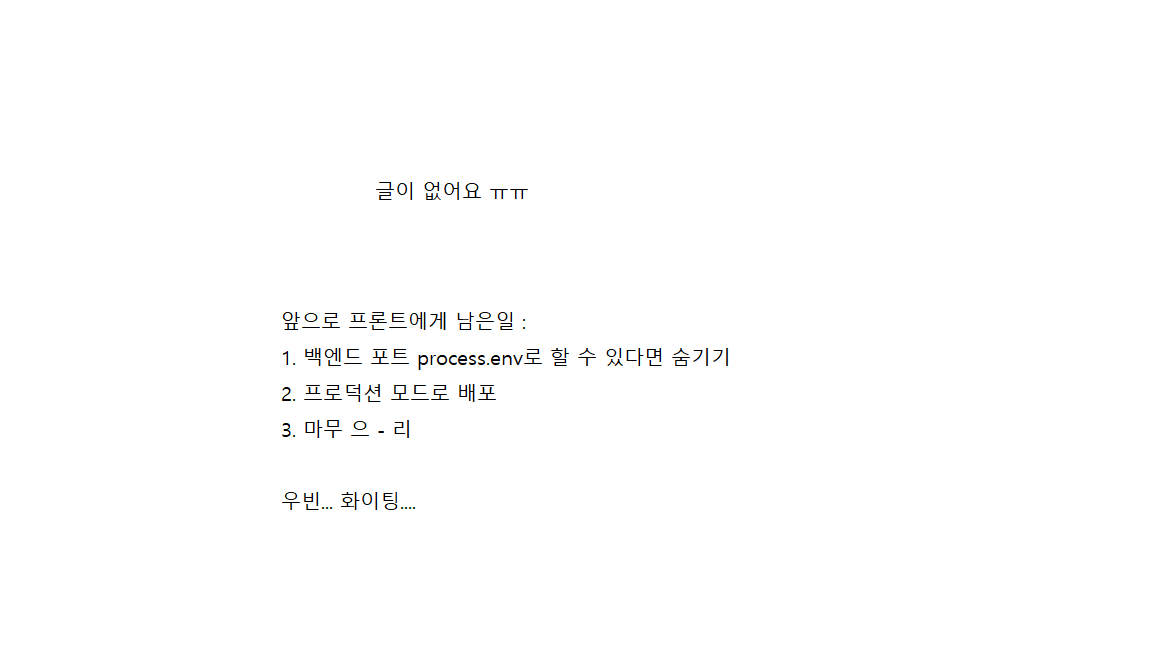 글이 없어요 ㅠㅠ
앞으로 프론트에게 남은일 :
1. 백엔드 포트 process.env로 할 수 있다면 숨기기
2. 프로덕션 모드로 배포
3. 마무 으 - 리
우빈... 화이팅....